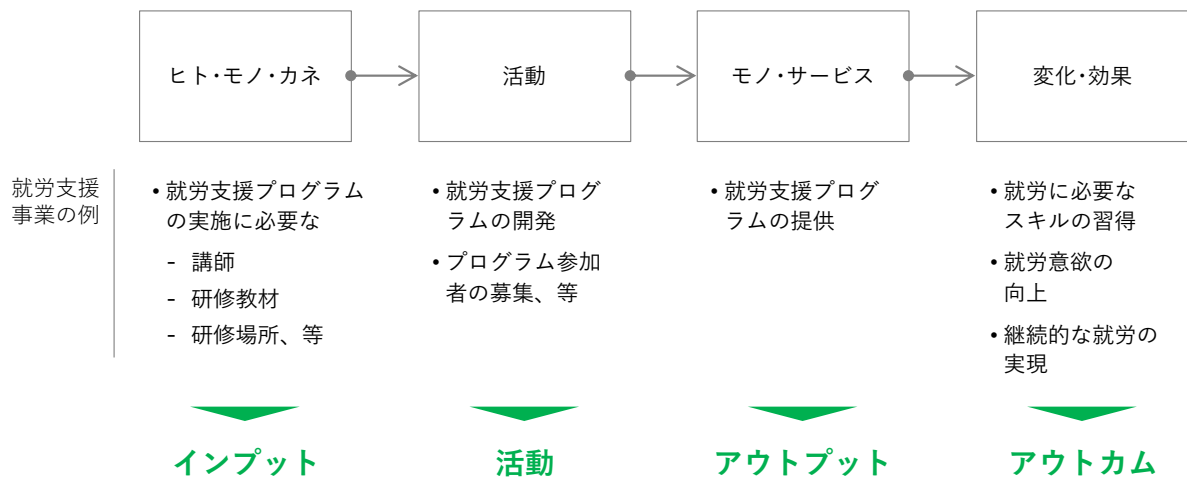 ヒト・モノ・カネ
活動
モノ・サービス
変化・効果
就労支援
事業の例
• 就労支援プログラム
の実施に必要な
- 講師
- 研修教材
- 研修場所、等
• 就労支援プログ
ラムの開発
• プログラム参加
者の募集、等
• 就労支援プログ
ラムの提供
• 就労に必要な
スキルの習得
• 就労意欲の
向上
• 継続的な就労の
実現
インプット
活動
アウトプット
アウトカム